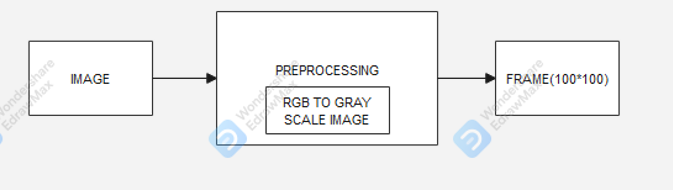 IMAGE
PREPROCESSING
RGB TO GRAY
SCALE IMAGE
FRAME(100*100)
Wondershare
EdrawMax
Wondershare
EdrawMax
Wondershare
EdrawMax